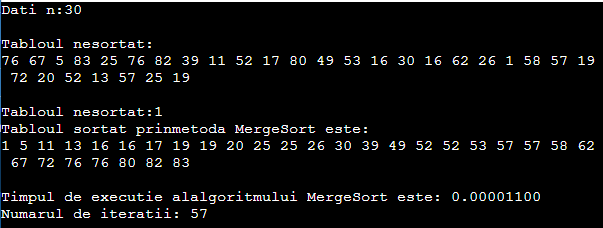 Dati n:30
Tabloul nesortat:
76 67 5 83 25 76 82 39 11 52 17 80 49 53 16 30 16 62 26 1 58 57 19
72 20 52 13 57 25 19
Tabloul nesortat:1
Tabloul sortat prinmetoda MergeSort este:
1 5 11 13 16 16 17 19 19 20 25 25 26 30 39 49 52 52 53 57 57 58 62
67 72 76 76 80 82 83
Timpul de executie alalgoritmului MergeSort este: 0.00001100
Numarul de iteratii: 57